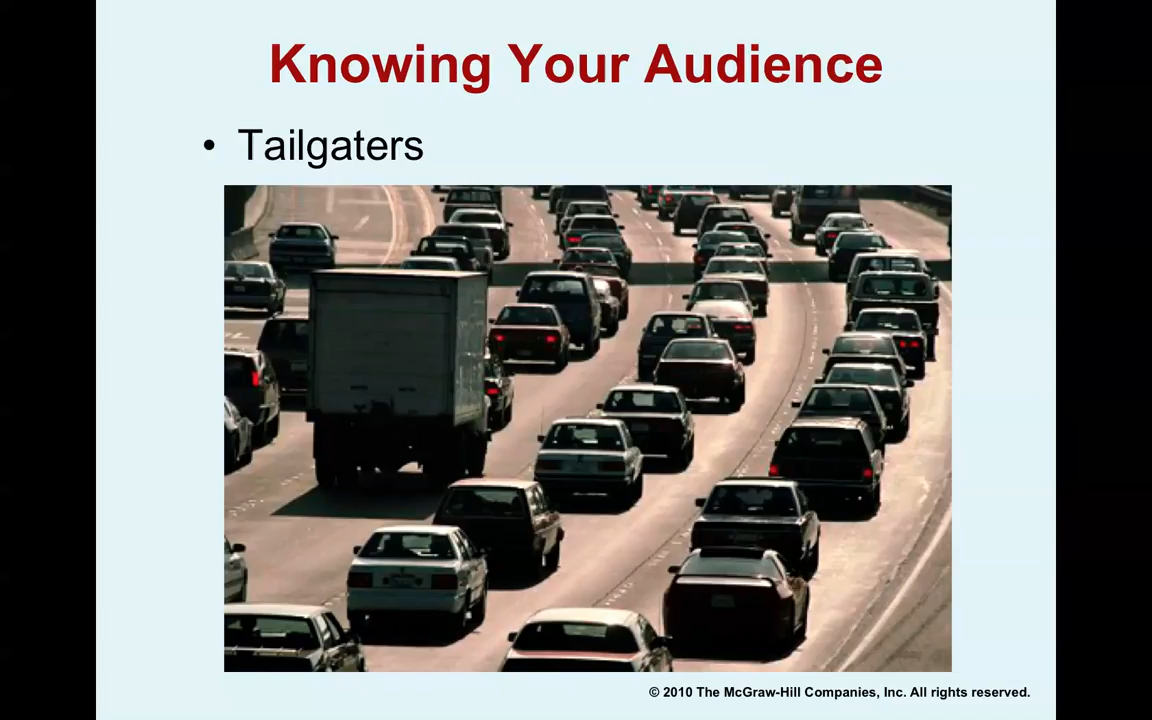 Knowing Your Audience
• Tailgaters
© 2010 The McGraw-Hill Companies, Inc. All rights reserved.